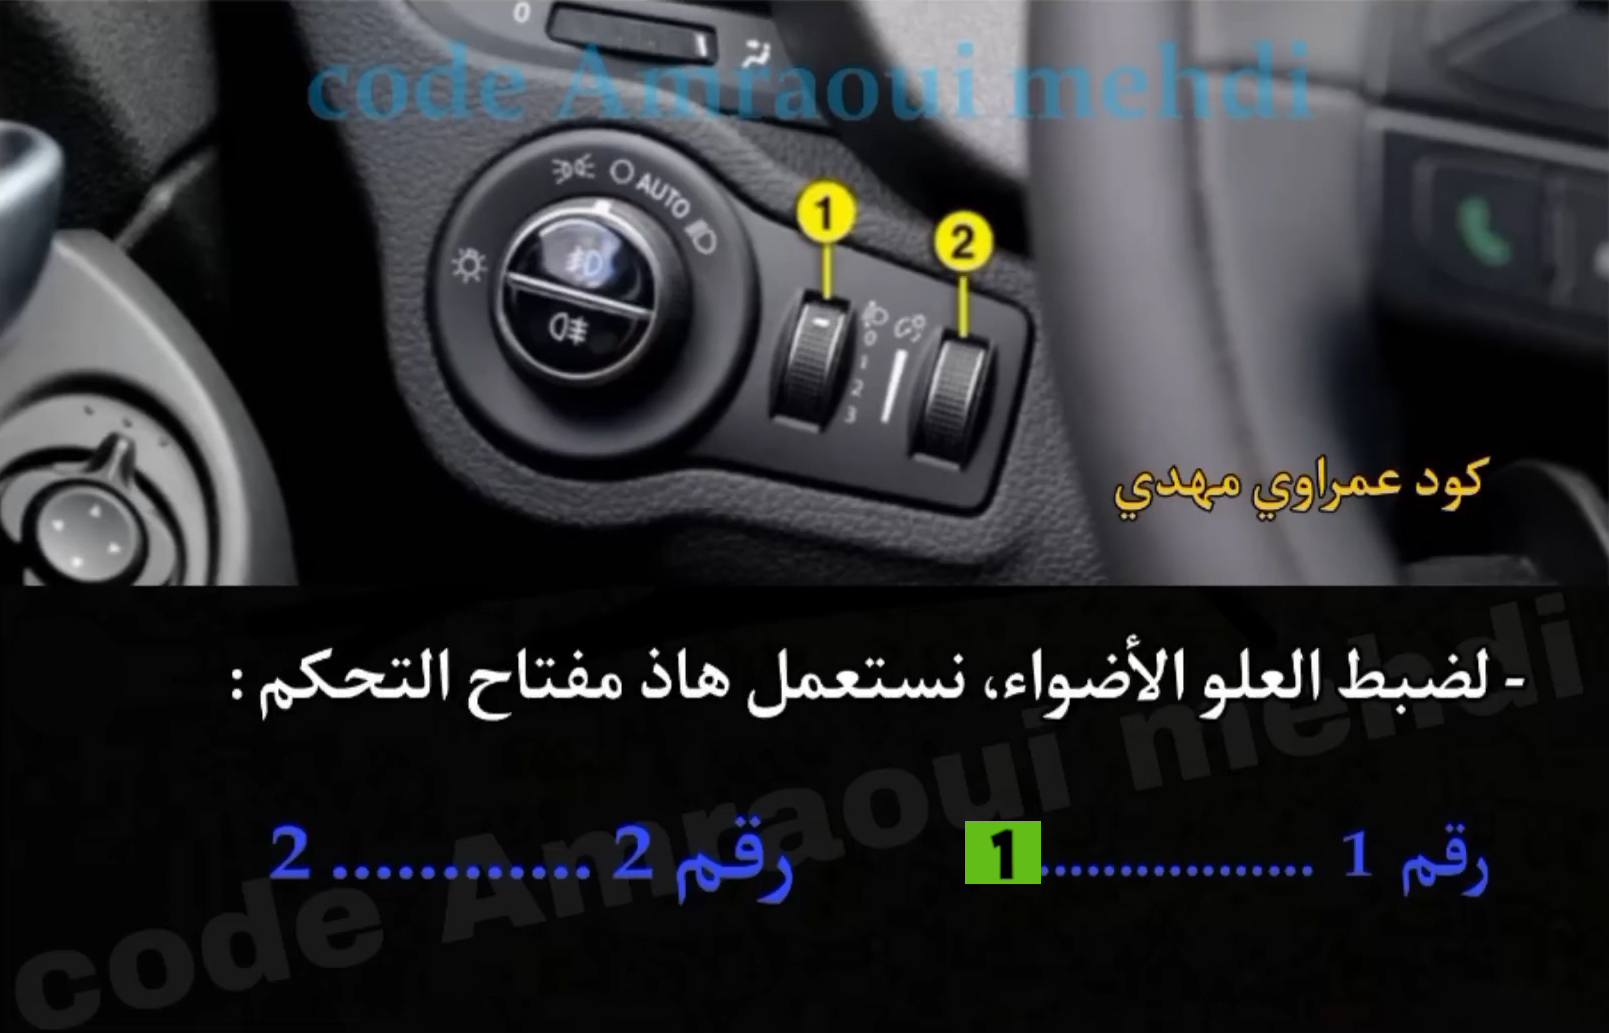 0
code Amraoui mehdi
AUTO
1
2
0
1
2
3
كود عمراوي مهدي
- لضبط العلو الأضواء، نستعمل هاذ مفتاح التحكم :
رقم 1 ................ 1
رقم 2 ............ 2
code Amraoui mehdi